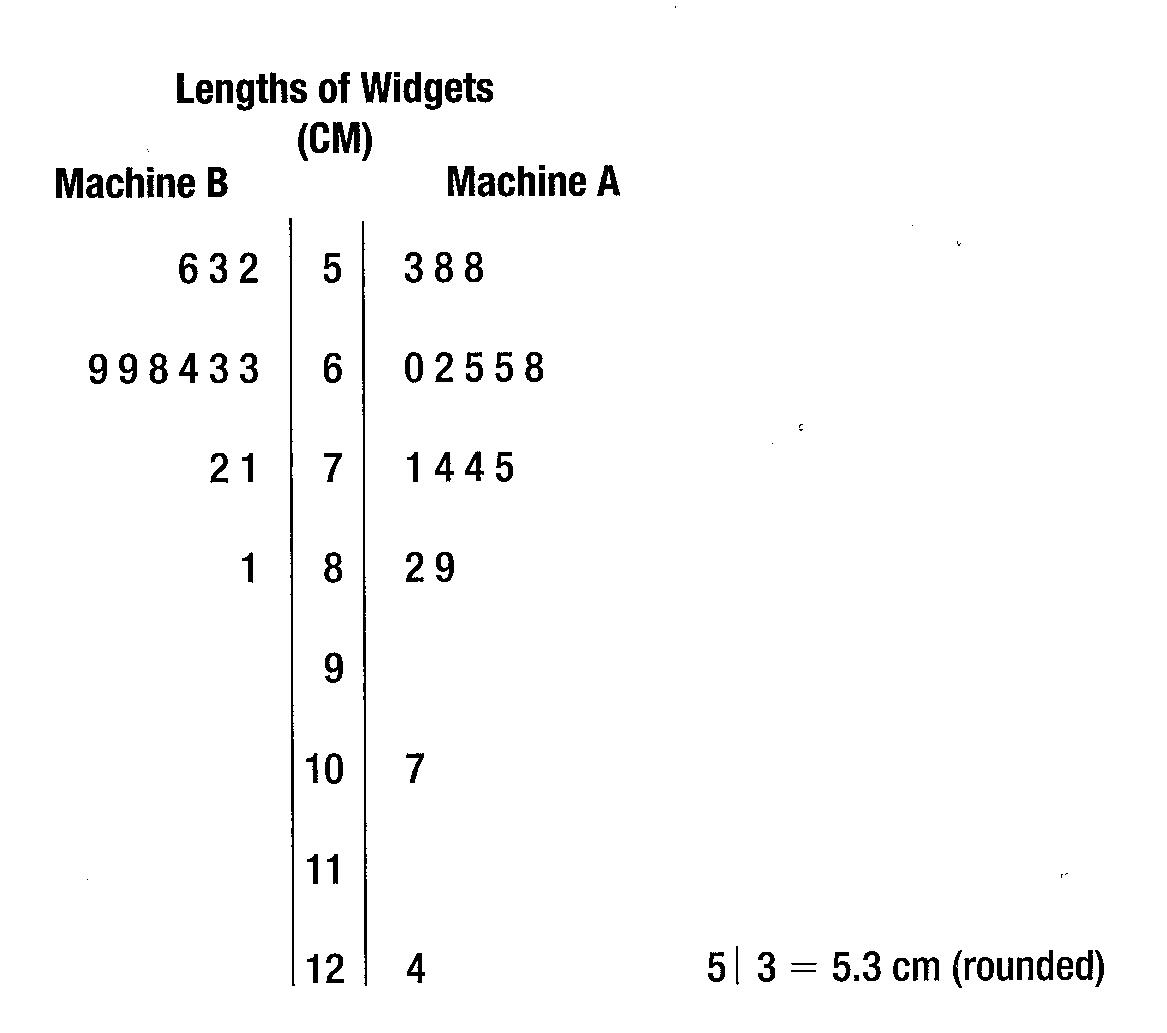 Lengths of Widgets
(CM)
Machine B Machine A
6 3 2 | 5 | 3 8 8
9 9 8 4 3 3 | 6 | 0 2 5 5 8
2 1 | 7 | 1 4 4 5
1 | 8 | 2 9
9
10 | 7
11
12 | 4
5| 3 = 5.3 cm (rounded)